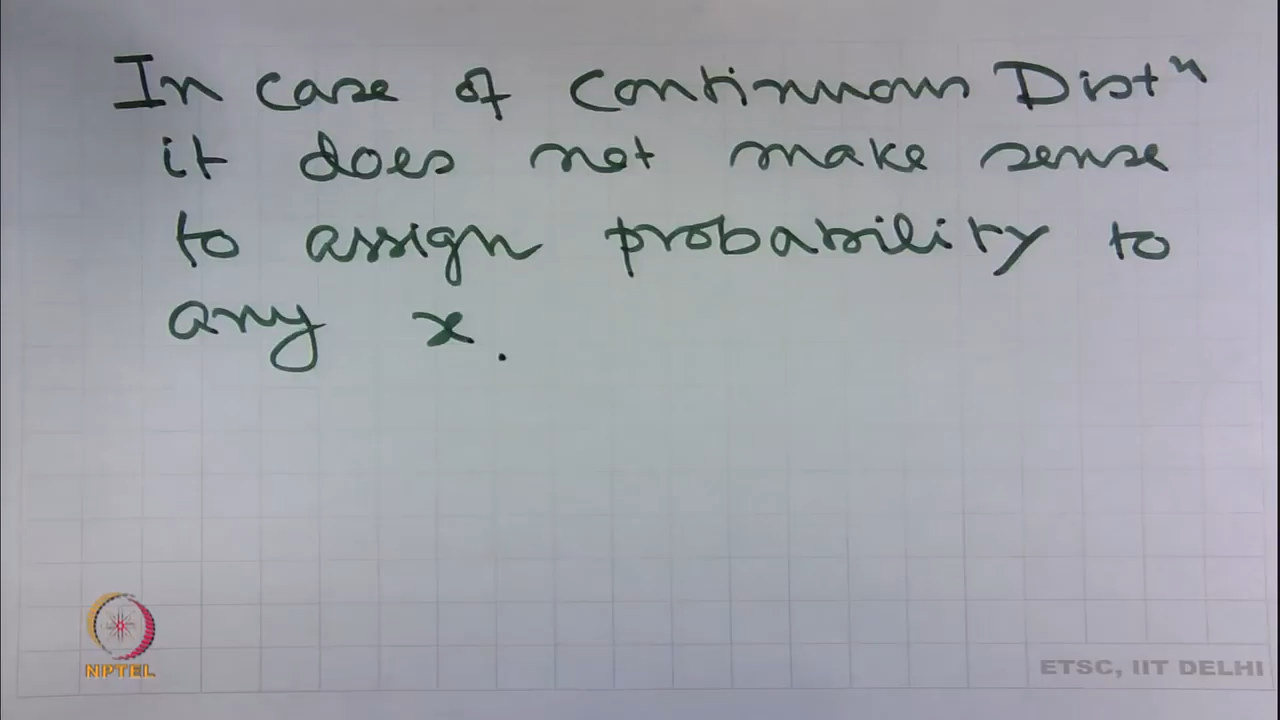 In case of Continuous Distⁿ
it does not make sense
to assign probability to
any x.
NPTEL
ETSC, IIT DELHI